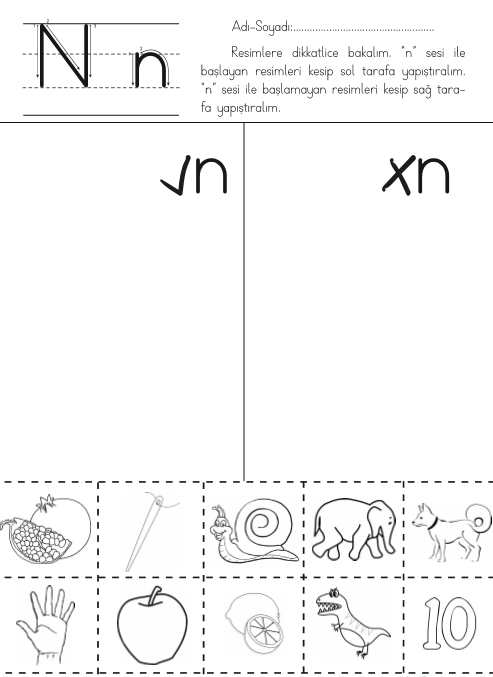 N n
Adı-Soyadı:................................................
Resimlere dikkatlice bakalım. "n" sesi ile
başlayan resimleri kesip sol tarafa yapıştıralım.
"n" sesi ile başlamayan resimleri kesip sağ tara-
fa yapıştıralım.
✓n
xn
10